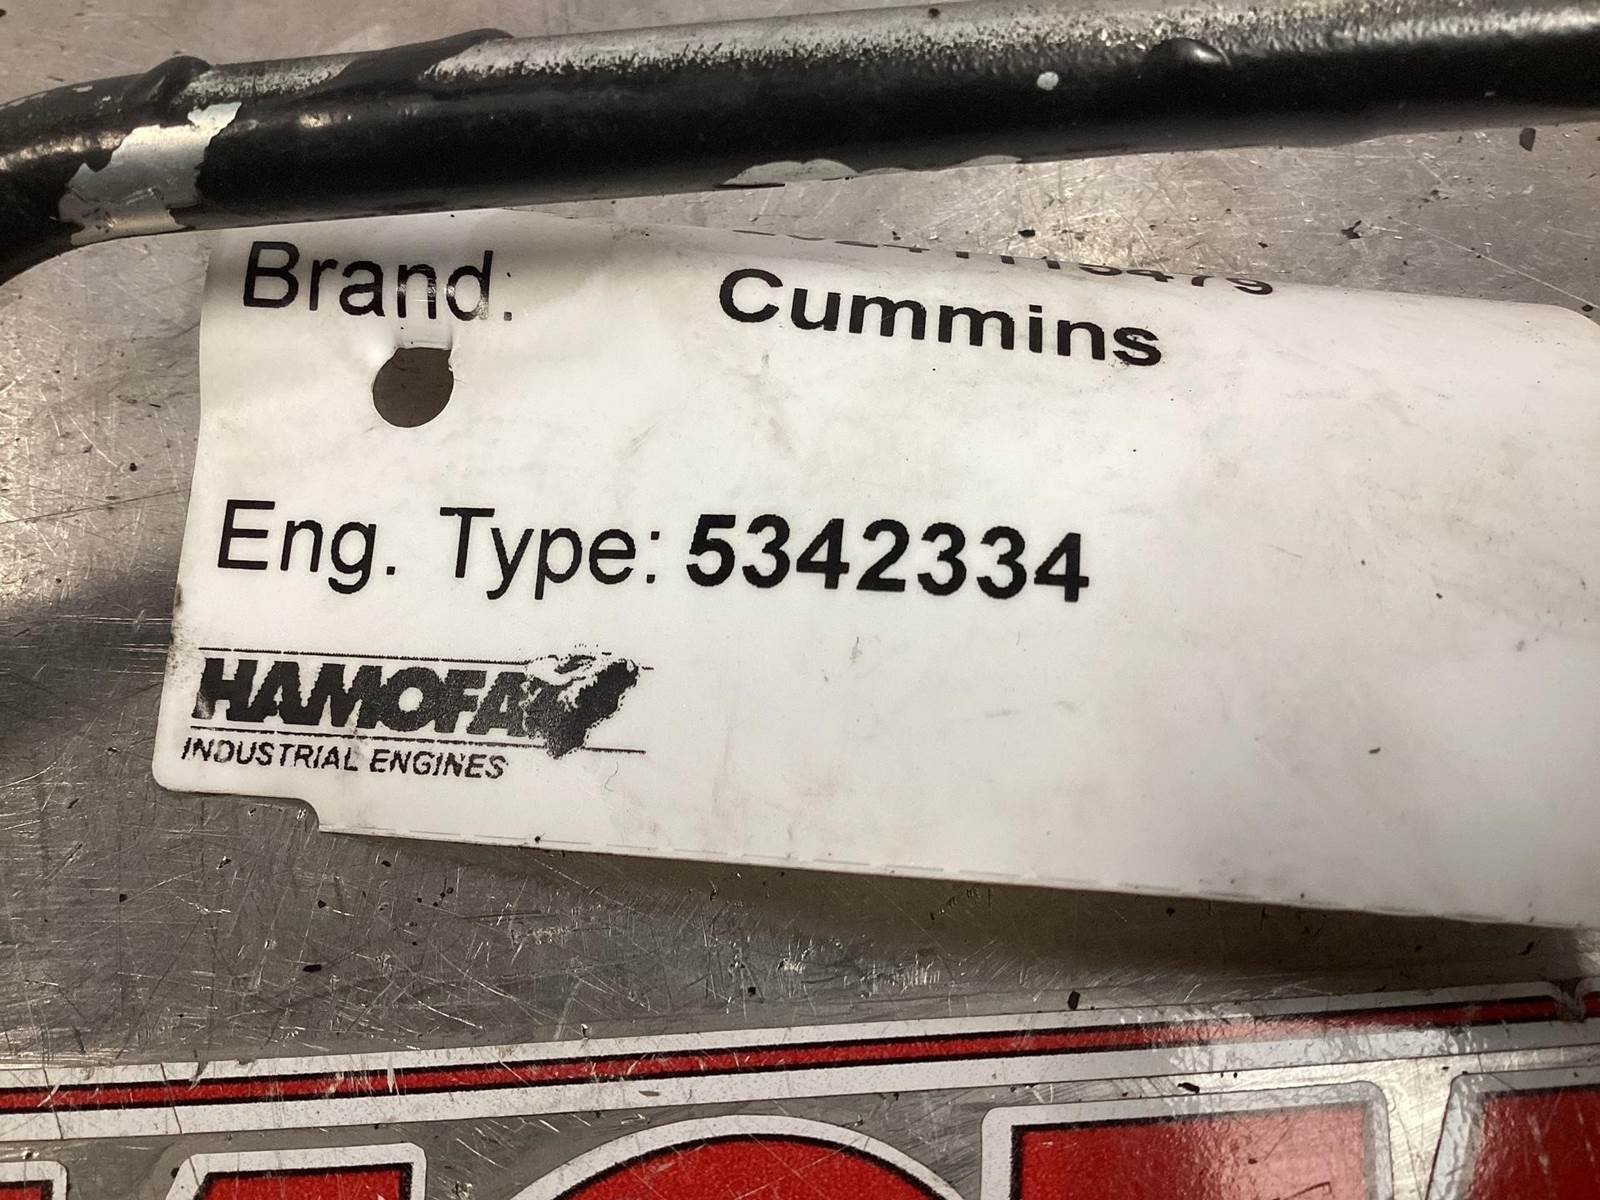 Brand: Cummins
Eng. Type: 5342334
HAMOFA
INDUSTRIAL ENGINES